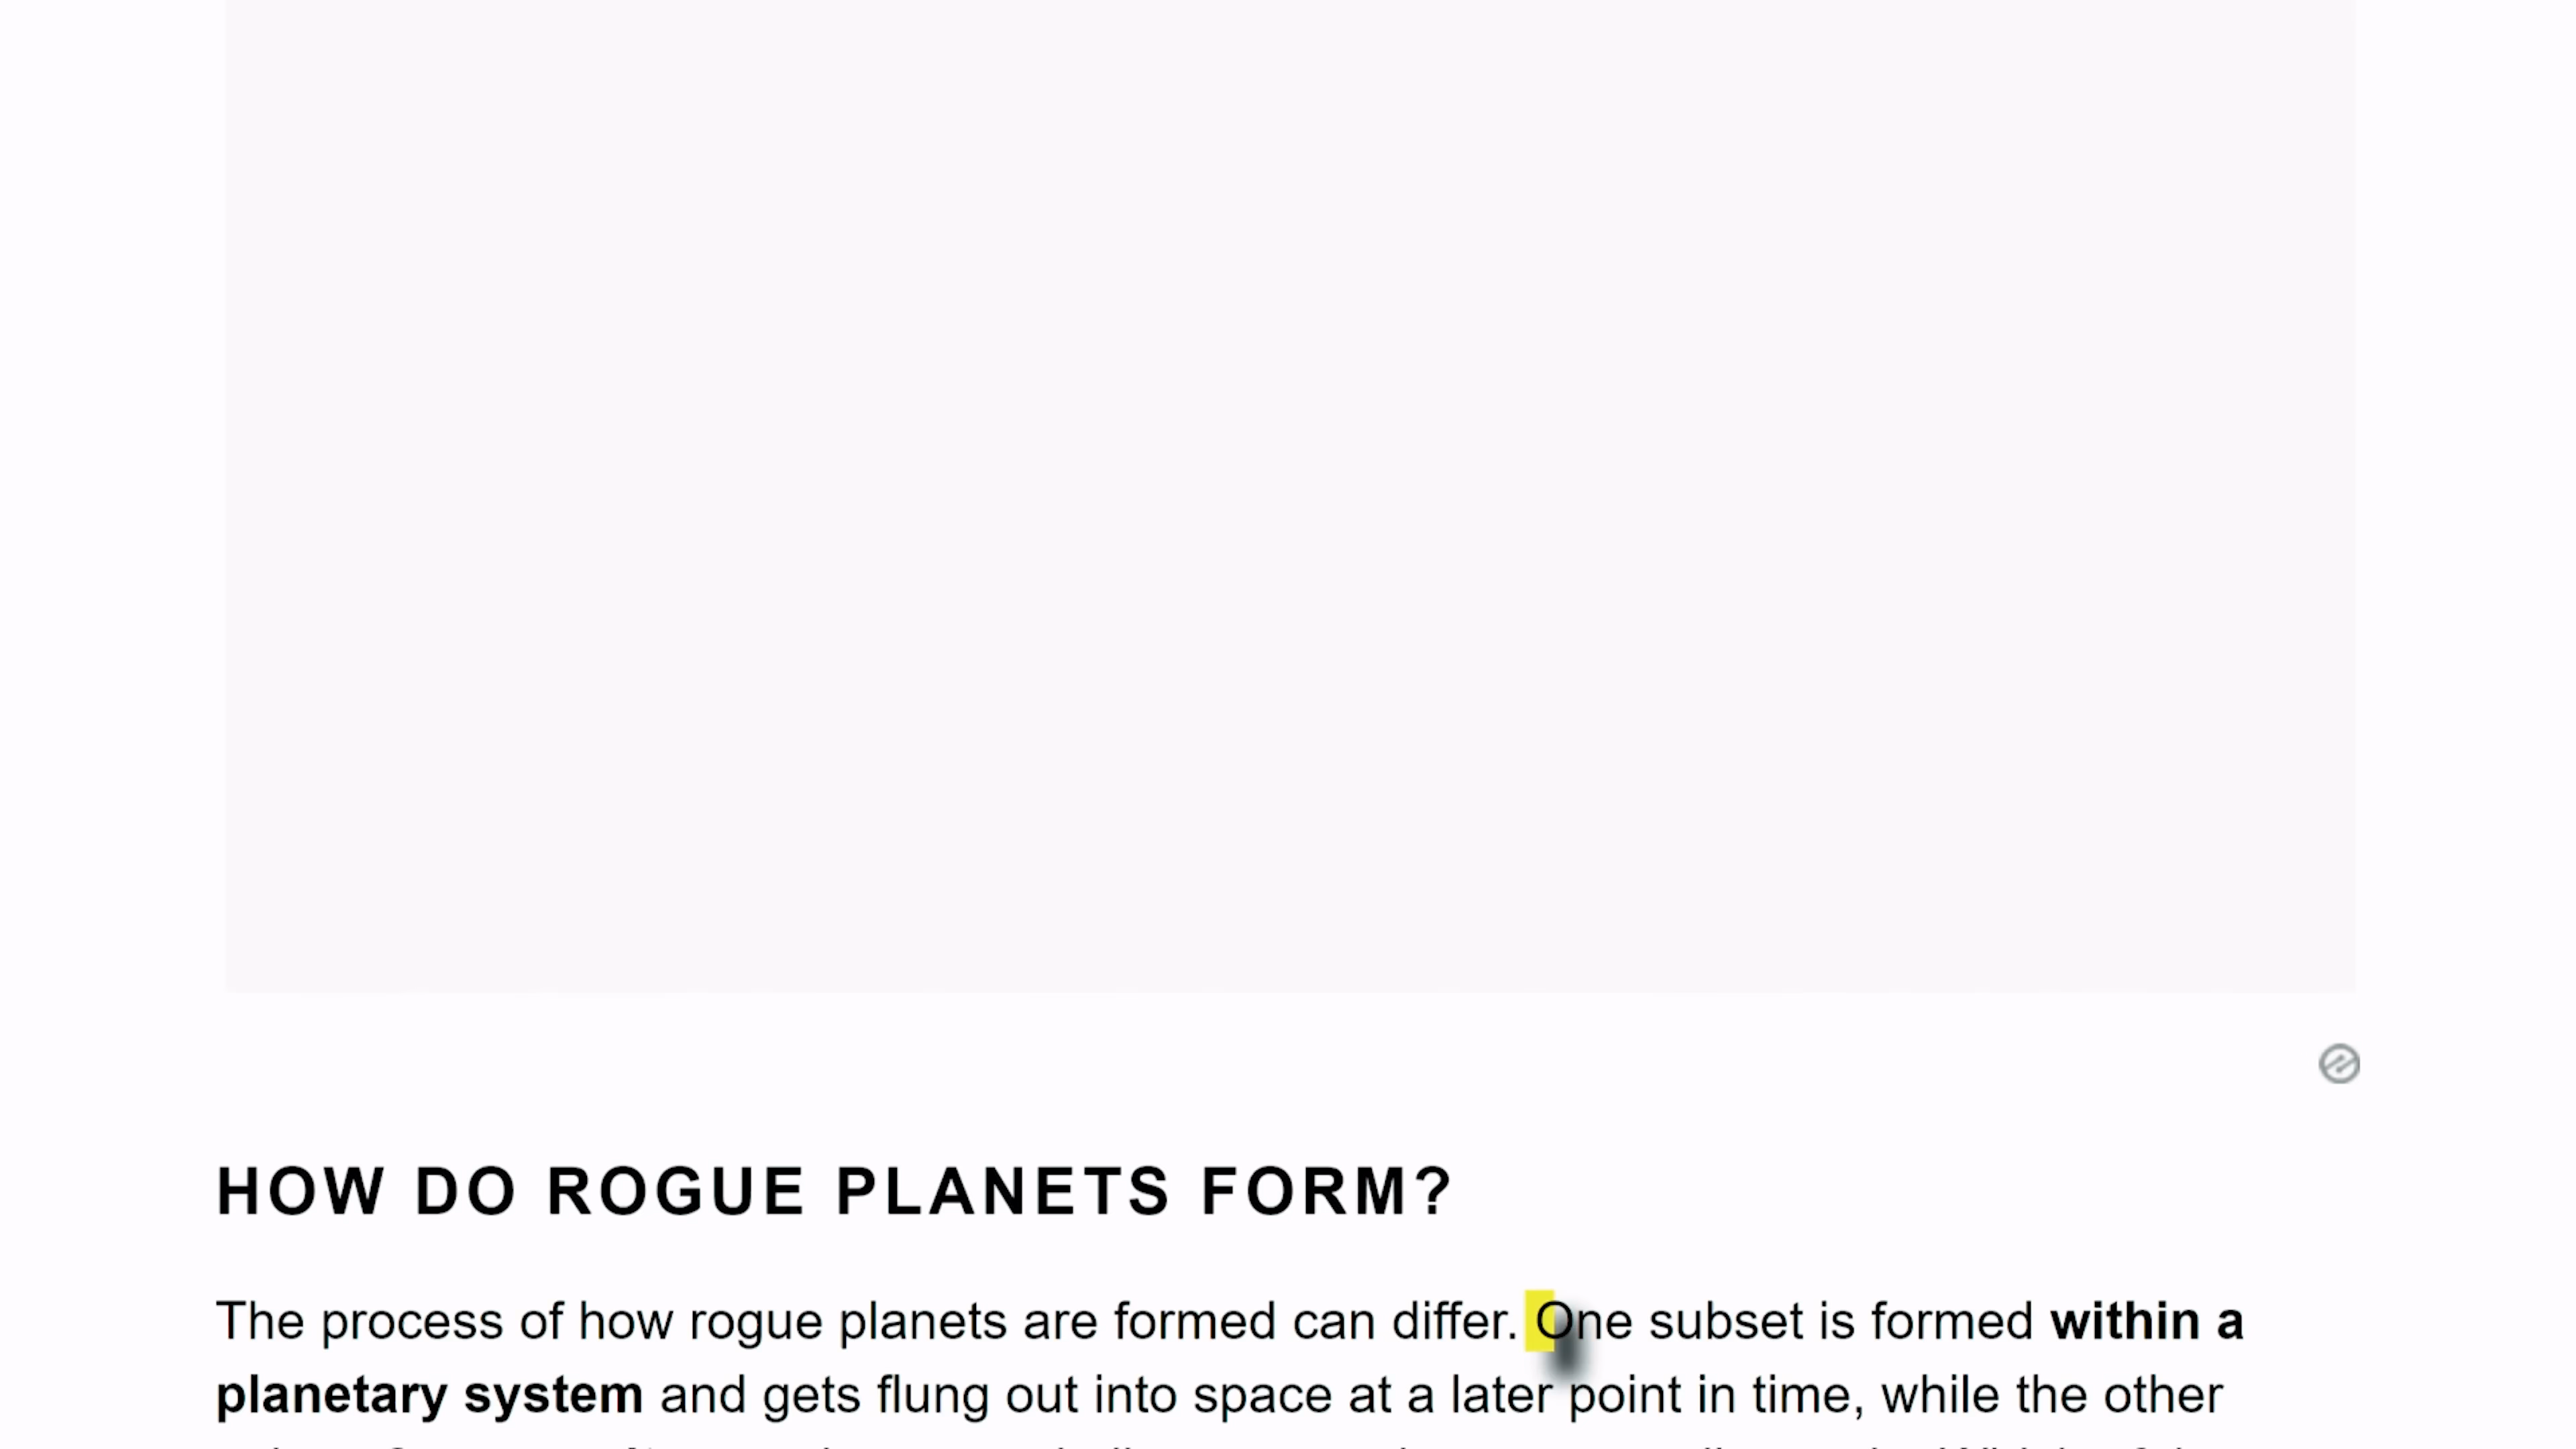 HOW DO ROGUE PLANETS FORM?
The process of how rogue planets are formed can differ. One subset is formed within a
planetary system and gets flung out into space at a later point in time, while the other